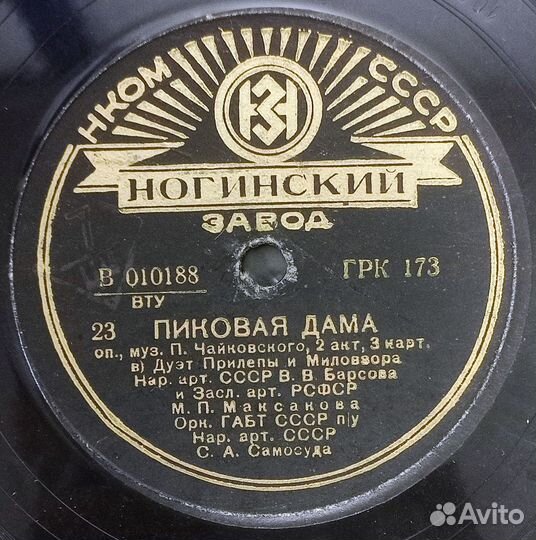 НКОМ СССР
НЗ
НОГИНСКИЙ
ЗАВОД
В 010188
ВТУ
ГРК 173
23 ПИКОВАЯ ДАМА
оп., муз. П. Чайковского, 2 акт, 3 карт.
в) Дуэт Прилепы и Миловзора
Нар. арт. СССР В. В. Барсова
и Засл. арт. РСФСР
М. П. Максакова
Орк. ГАБТ СССР п/у
Нар. арт. СССР
С. А. Самосуда
Avito